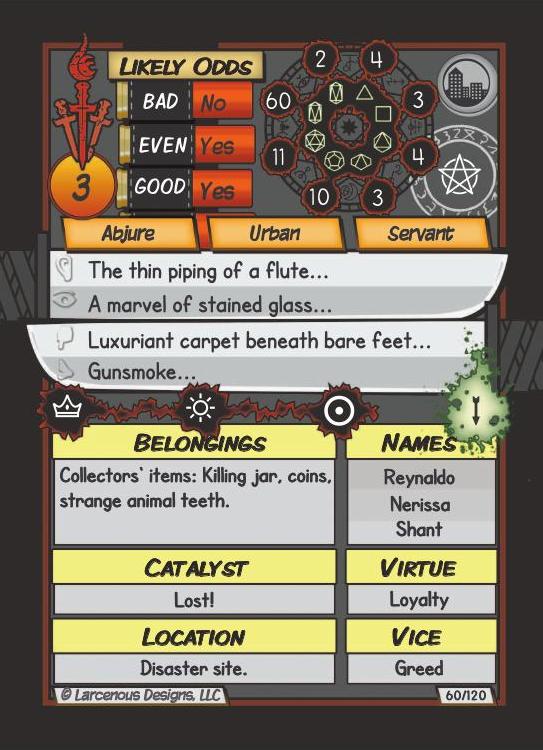 LIKELY ODDS
BAD No
EVEN Yes
GOOD Yes
3
2
4
60
3
11
4
10
3
Abjure Urban Servant
The thin piping of a flute...
A marvel of stained glass...
Luxuriant carpet beneath bare feet...
Gunsmoke...
BELONGINGS
Collectors' items: Killing jar, coins,
strange animal teeth.
NAMES
Reynaldo
Nerissa
Shant
CATALYST
Lost!
VIRTUE
Loyalty
LOCATION
Disaster site.
VICE
Greed
© Larcenous Designs, LLC
60/120